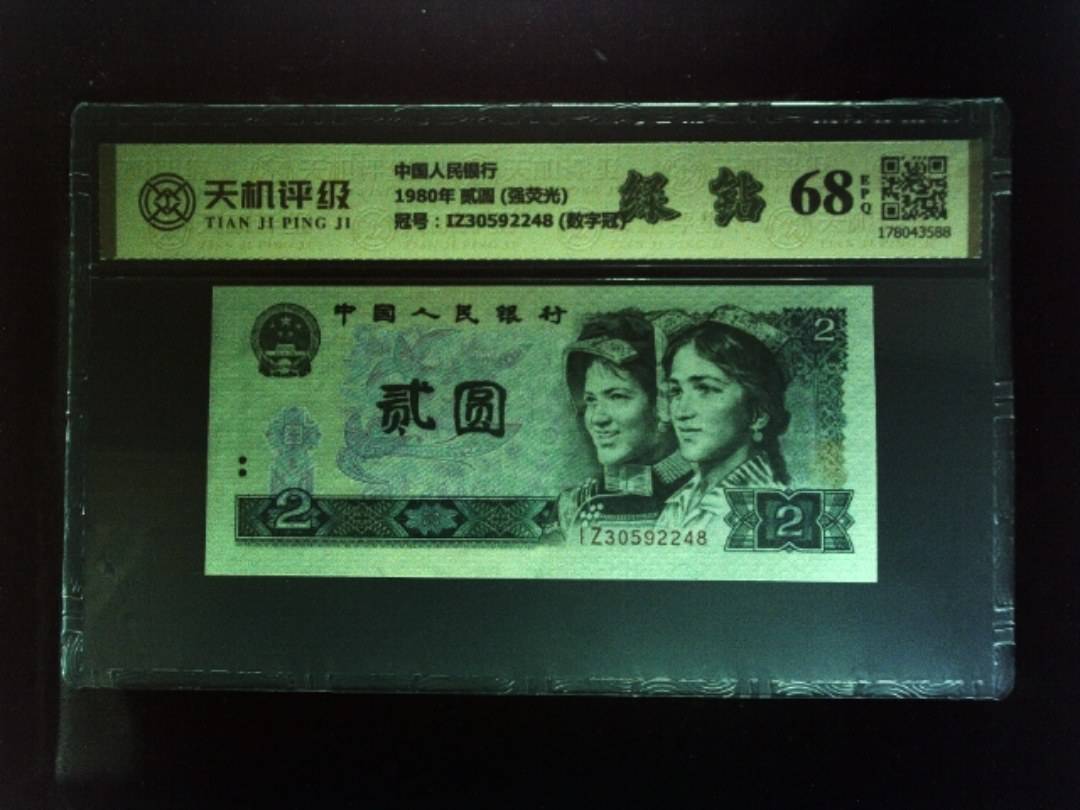 天机评级
TIAN JI PING JI
中国人民银行
1980年 贰圆 (强荧光)
冠号：IZ30592248 (数字冠)
绿钻
68
EPQ
178043588
中国人民银行
贰圆
2
2
2
IZ30592248